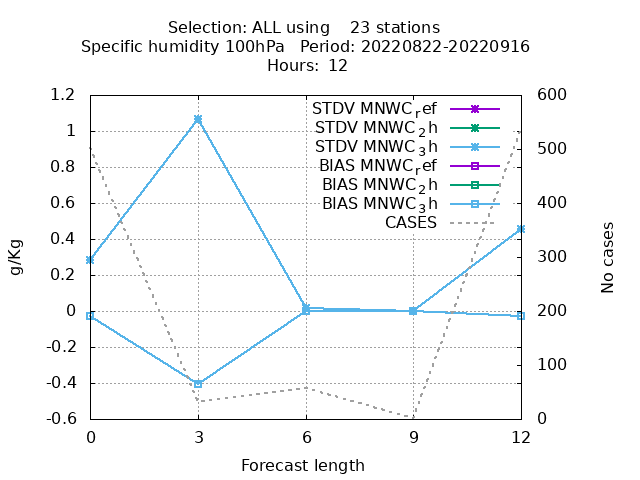 Selection: ALL using    23 stations
Specific humidity 100hPa   Period: 20220822-20220916
Hours:  12
1.2
1
0.8
0.6
0.4
0.2
0
-0.2
-0.4
-0.6
600
500
400
300
200
100
0
STDV MNWC_ref
STDV MNWC_2h
STDV MNWC_3h
BIAS MNWC_ref
BIAS MNWC_2h
BIAS MNWC_3h
CASES
g/Kg
No cases
0 3 6 9 12
Forecast length